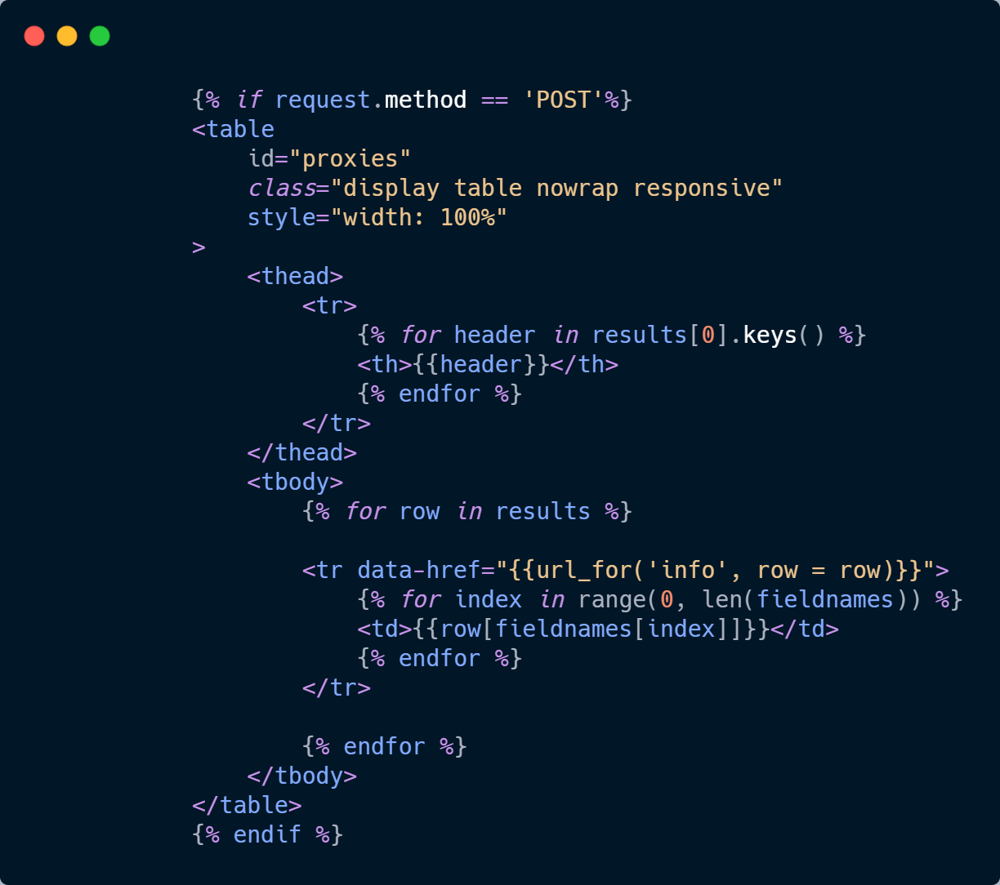 {% if request.method == 'POST'%}
<table
    id="proxies"
    class="display table nowrap responsive"
    style="width: 100%"
>
    <thead>
        <tr>
            {% for header in results[0].keys() %}
            <th>{{header}}</th>
            {% endfor %}
        </tr>
    </thead>
    <tbody>
        {% for row in results %}

        <tr data-href="{{url_for('info', row = row)}}">
            {% for index in range(0, len(fieldnames)) %}
            <td>{{row[fieldnames[index]]}}</td>
            {% endfor %}
        </tr>

        {% endfor %}
    </tbody>
</table>
{% endif %}